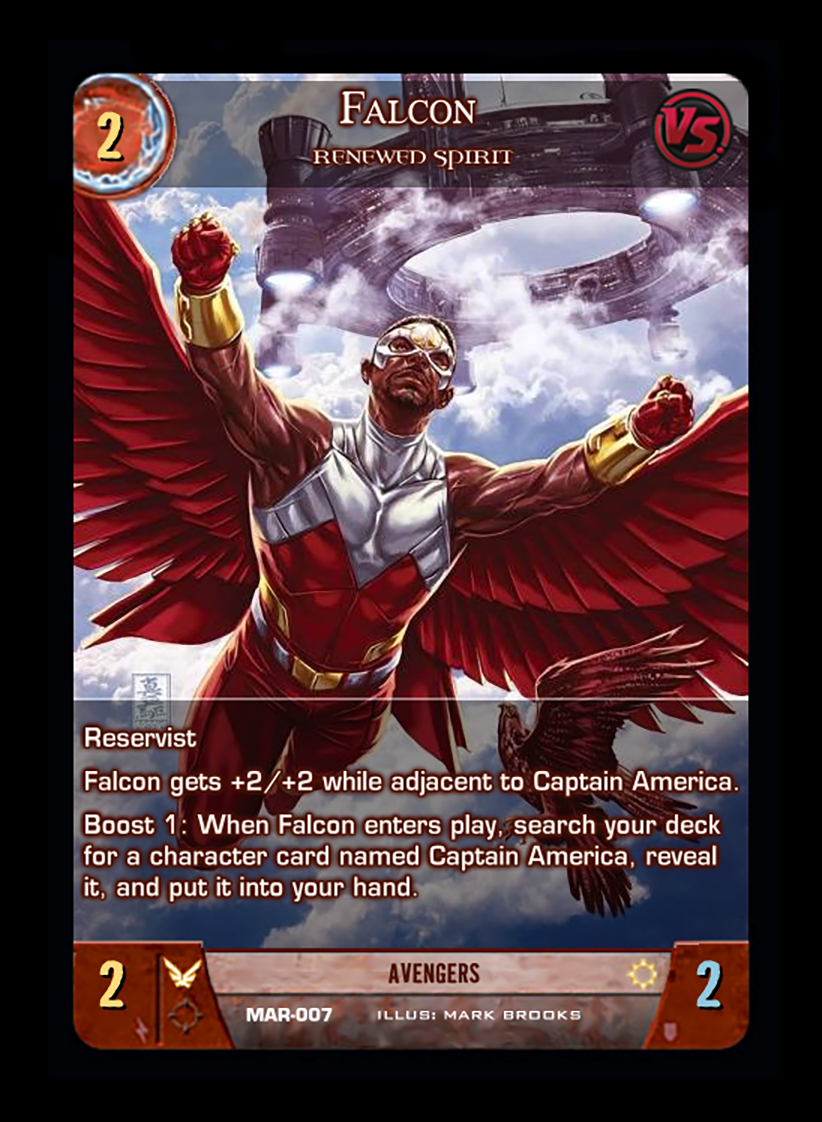 2
FALCON
RENEWED SPIRIT
VS.
Reservist
Falcon gets +2/+2 while adjacent to Captain America.
Boost 1: When Falcon enters play, search your deck
for a character card named Captain America, reveal
it, and put it into your hand.
2
AVENGERS
2
MAR-007 ILLUS: MARK BROOKS